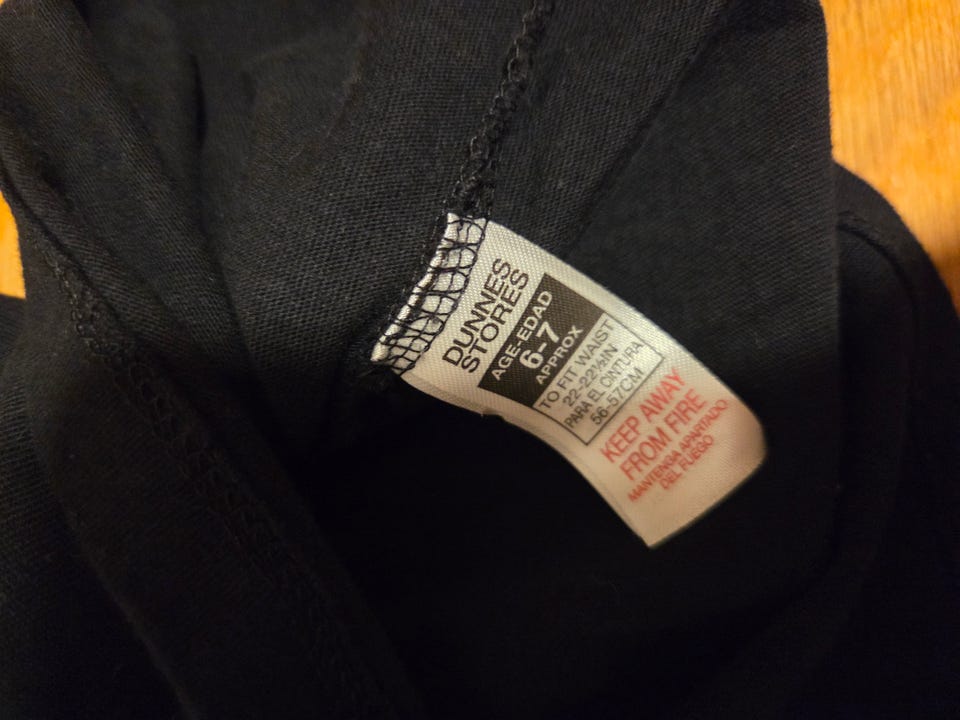 DUNNES
STORES
AGE-EDAD
6-7
APPROX
TO FIT WAIST
22-22½IN
PARA EL CINTURA
56-57CM
KEEP AWAY
FROM FIRE
MANTENGA APARTADO
DEL FUEGO